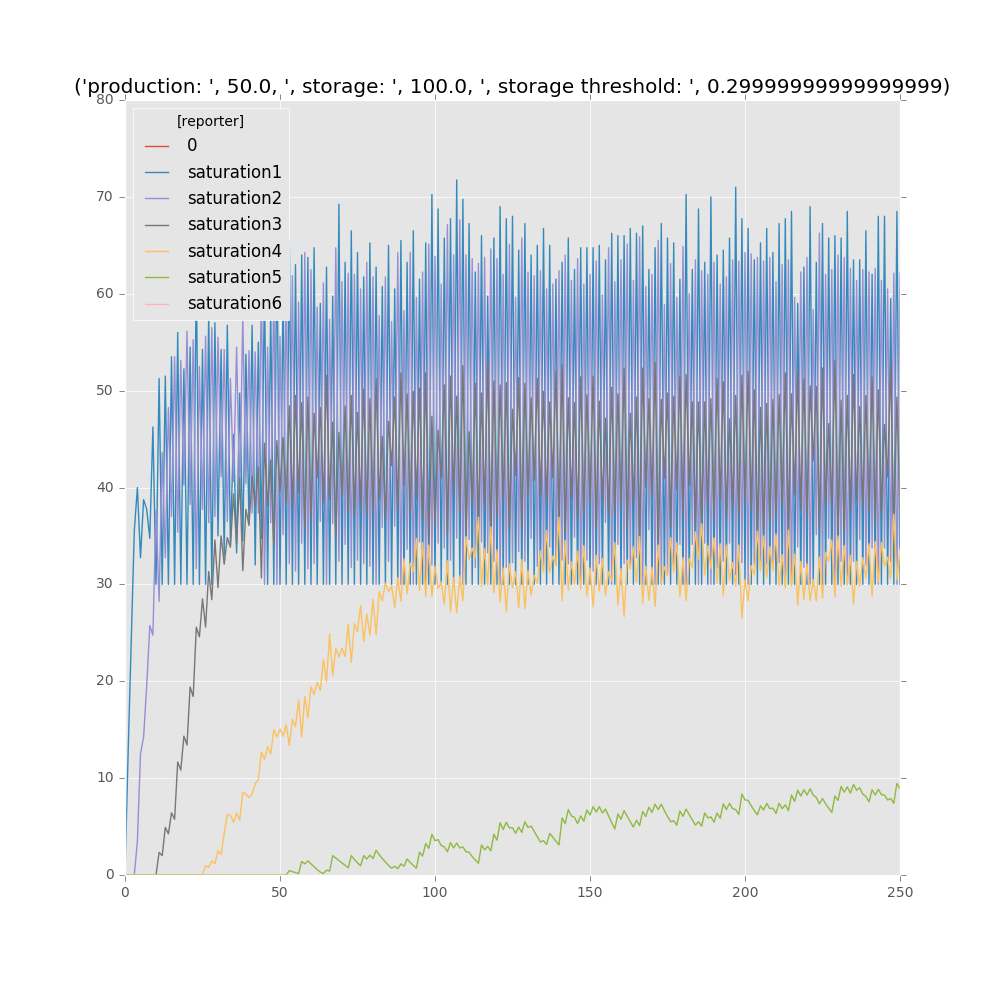 ('production: ', 50.0, ', storage: ', 100.0, ', storage threshold: ', 0.29999999999999999)
80
70
60
50
40
30
20
10
0
[reporter]
0
saturation1
saturation2
saturation3
saturation4
saturation5
saturation6
0
50
100
150
200
250